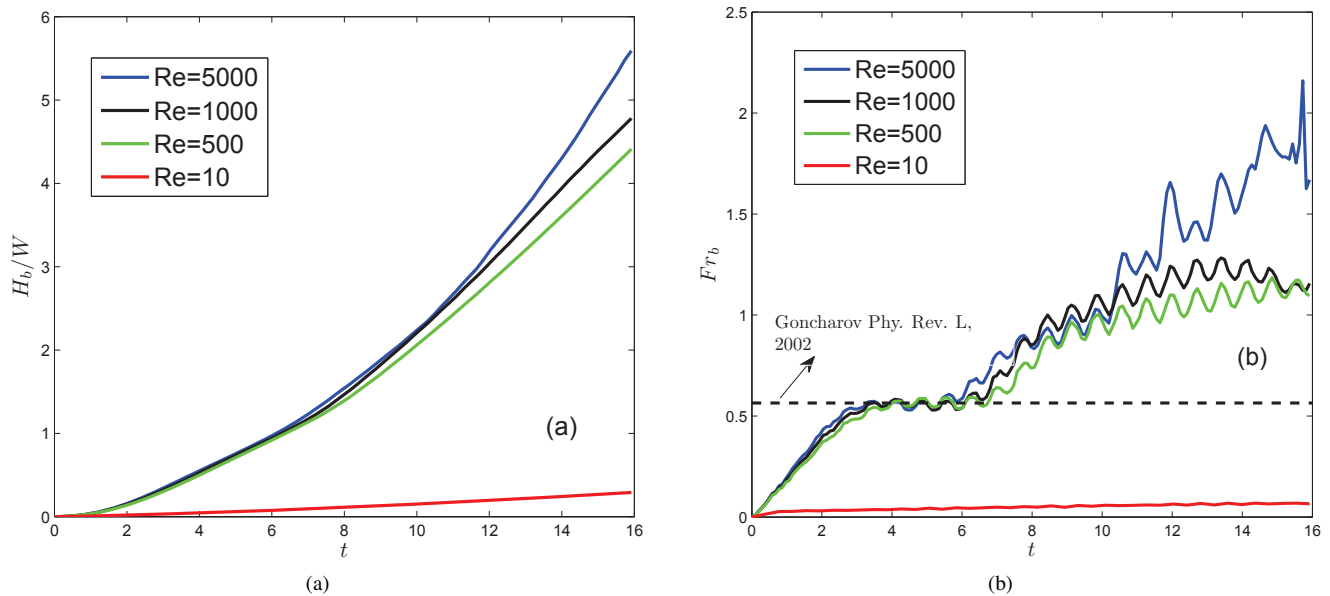 6
5
4
3
2
1
0
0 2 4 6 8 10 12 14 16
H_b/W
t
Re=5000
Re=1000
Re=500
Re=10
(a)
(a)
2.5
2
1.5
1
0.5
0
0 2 4 6 8 10 12 14 16
Fr_b
t
Re=5000
Re=1000
Re=500
Re=10
Goncharov Phy. Rev. L,
2002
(b)
(b)